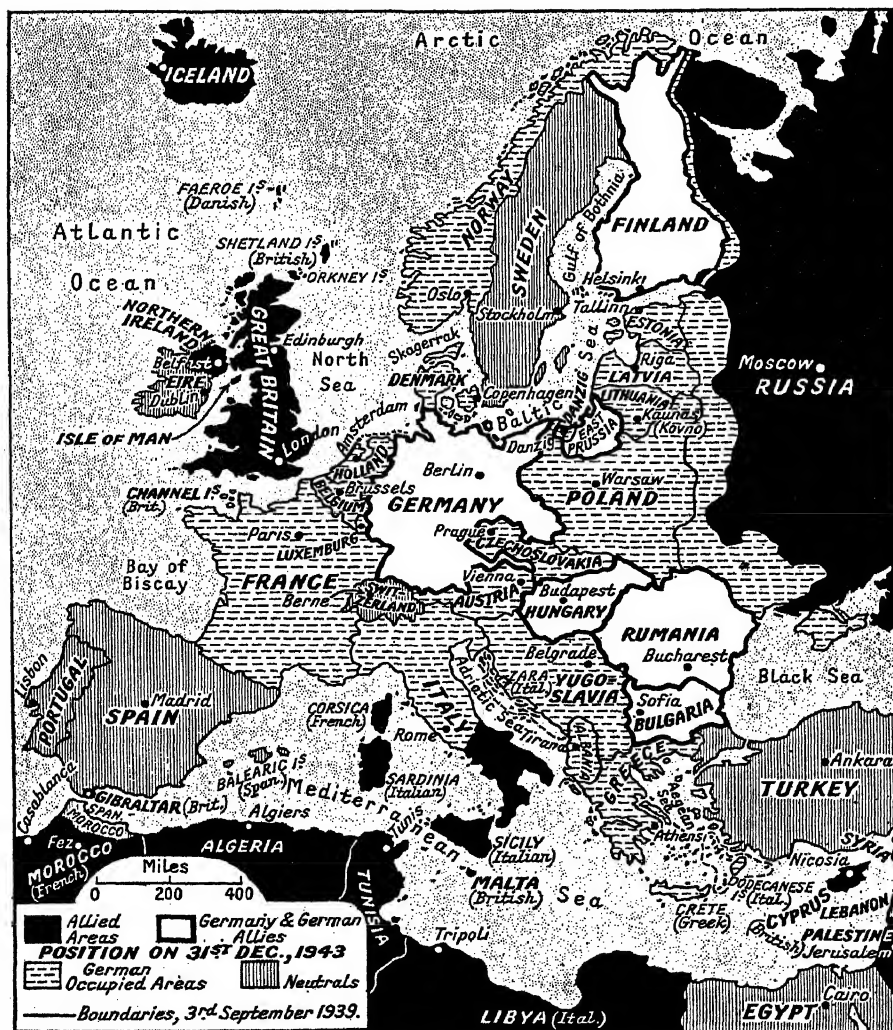 Arctic Ocean
ICELAND
FAEROE Is
(Danish)
Atlantic
Ocean
SHETLAND Is
(British)
ORKNEY Is
NORTHERN
IRELAND
Belfast
EIRE
Dublin
ISLE OF MAN
GREAT BRITAIN
Edinburgh
London
North
Sea
CHANNEL Is
(Brit.)
NORWAY
Oslo
SWEDEN
Stockholm
Gulf of Bothnia
FINLAND
Helsinki
Tallinn
ESTONIA
Riga
LATVIA
LITHUANIA
Kaunas
(Kovno)
Moscow
RUSSIA
Skagerrak
DENMARK
Copenhagen
Baltic Sea
DANZIG
Danzig
EAST
PRUSSIA
Amsterdam
HOLLAND
Brussels
BELGIUM
LUXEMBURG
Berlin
GERMANY
Warsaw
POLAND
Prague
CZECHOSLOVAKIA
Paris
FRANCE
Bay of
Biscay
Berne
SWIT-
ZERLAND
Vienna
AUSTRIA
Budapest
HUNGARY
RUMANIA
Bucharest
Belgrade
YUGO-
SLAVIA
ZARA
(Ital.)
Adriatic Sea
Tirana
ALBANIA
Sofia
BULGARIA
Black Sea
Lisbon
PORTUGAL
Madrid
SPAIN
CORSICA
(French)
ITALY
Rome
SARDINIA
(Italian)
BALEARIC Is
(Span.)
Mediterranean Sea
GREECE
Aegean Sea
Athens
Ankara
TURKEY
Casablanca
GIBRALTAR (Brit.)
SPAN.
MOROCCO
Algiers
Tunis
Fez
MOROCCO
(French)
ALGERIA
TUNISIA
SICILY
(Italian)
MALTA
(British)
CRETE
(Greek)
DODECANESE
Is (Ital.)
Nicosia
CYPRUS
(British)
SYRIA
LEBANON
PALESTINE
Jerusalem
Tripoli
LIBYA (Ital.)
Cairo
EGYPT
Miles
0 200 400
Allied
Areas
Germany & German
Allies
POSITION ON 31ST DEC., 1943
German
Occupied Areas
Neutrals
Boundaries, 3rd September 1939.